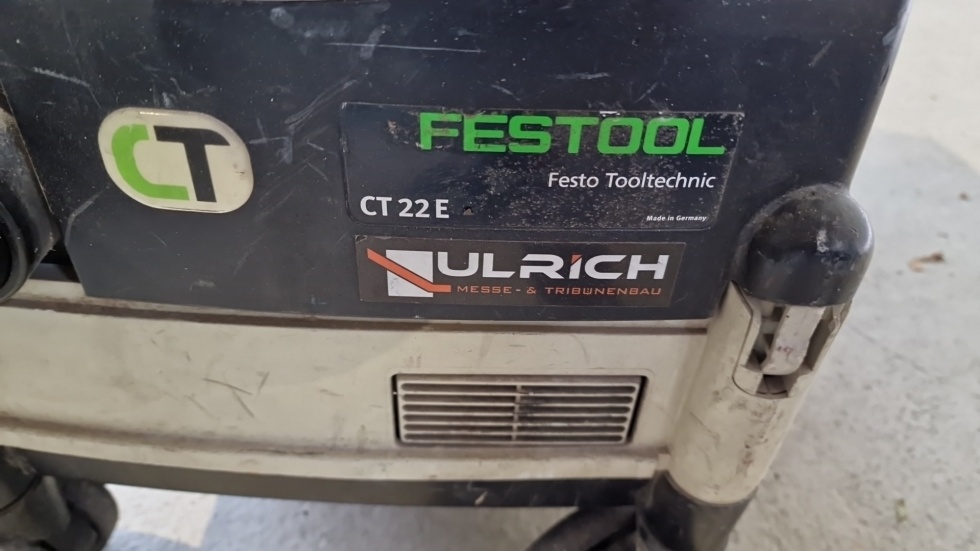 CT
FESTOOL
Festo Tooltechnic
CT 22 E
Made in Germany
ULRICH
MESSE- & TRIBÜNENBAU